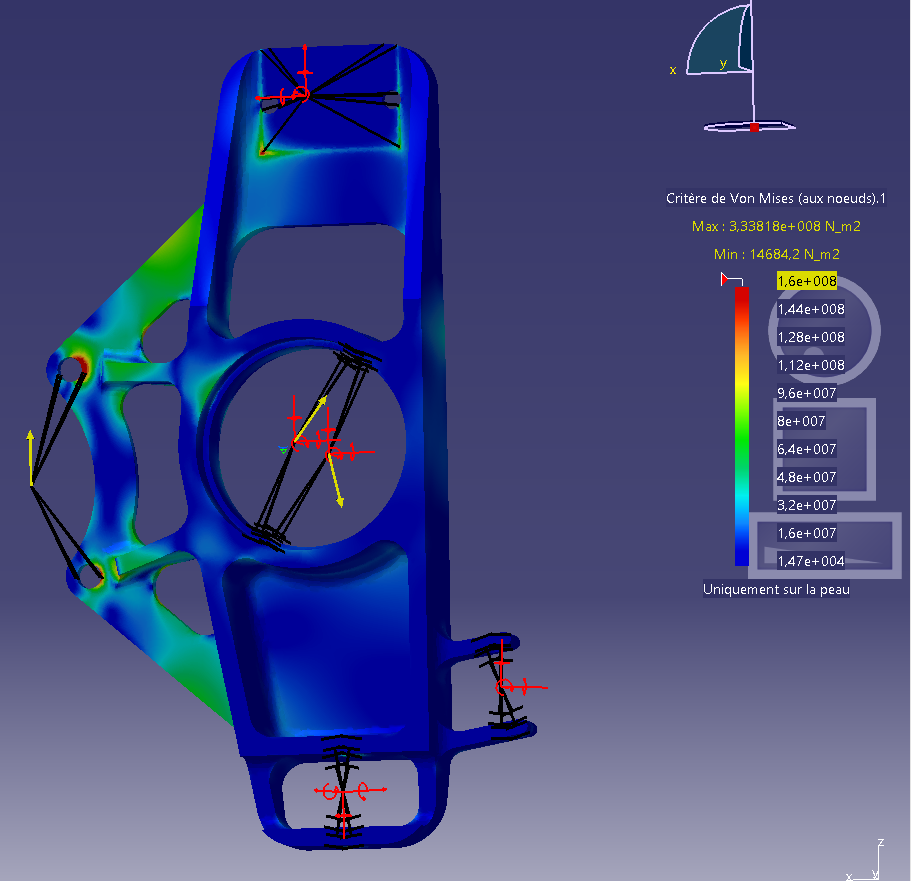 x
y
Critère de Von Mises (aux noeuds).1
Max : 3,33818e+008 N_m2
Min : 14684,2 N_m2
1,6e+008
1,44e+008
1,28e+008
1,12e+008
9,6e+007
8e+007
6,4e+007
4,8e+007
3,2e+007
1,6e+007
1,47e+004
Uniquement sur la peau
z
x
y